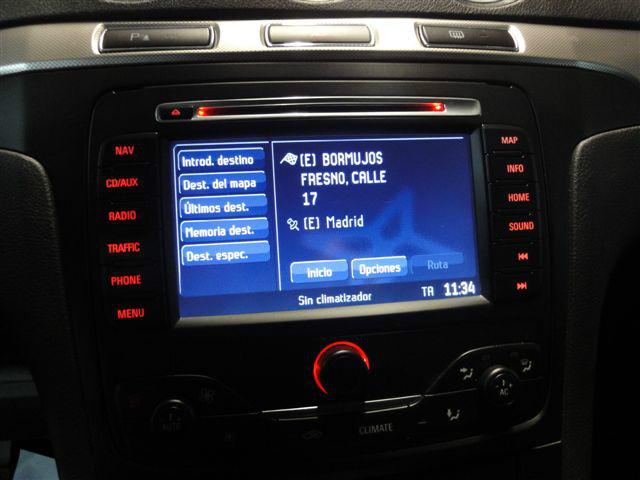 P
NAV
CD/AUX
RADIO
TRAFFIC
PHONE
MENU
Introd. destino
Dest. del mapa
Últimos dest.
Memoria dest.
Dest. espec.
(E) BORMUJOS
FRESNO, CALLE
17
(E) Madrid
Inicio
Opciones
Ruta
Sin climatizador
TA 11:34
MAP
INFO
HOME
SOUND
AUTO
CLIMATE
AC